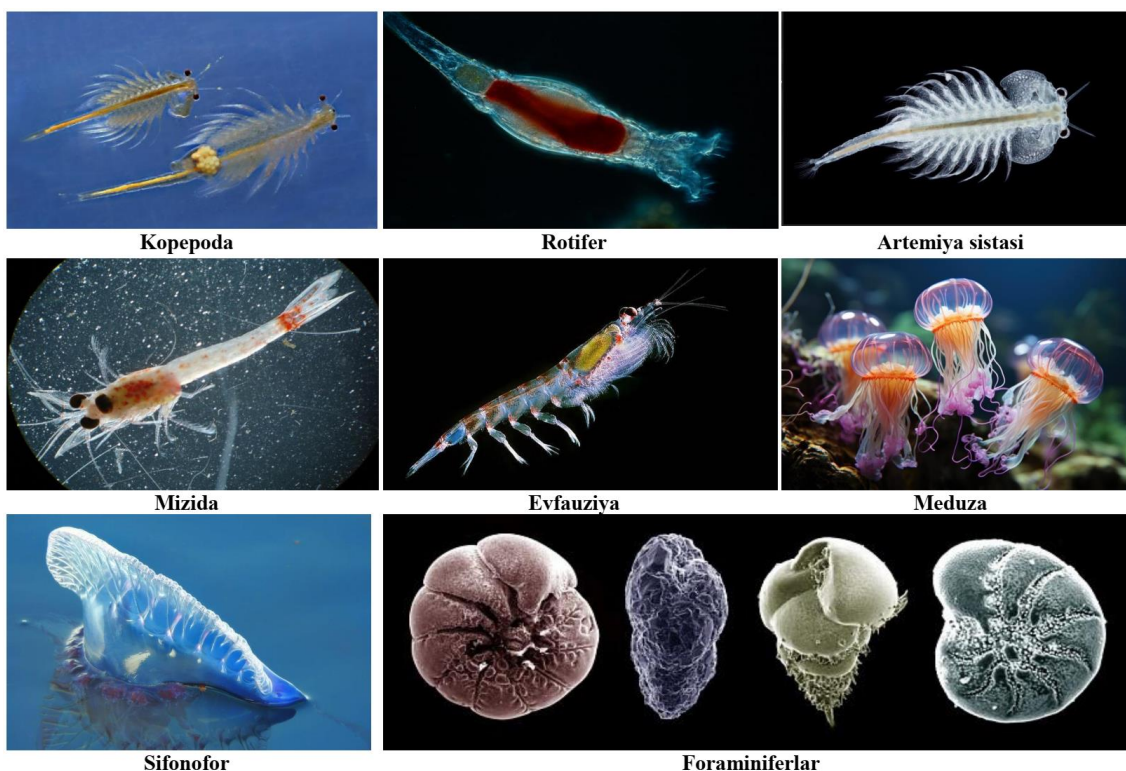 Kopepoda
Rotifer
Artemiya sistasi
Mizida
Evfauziya
Meduza
Sifonofor
Foraminiferlar